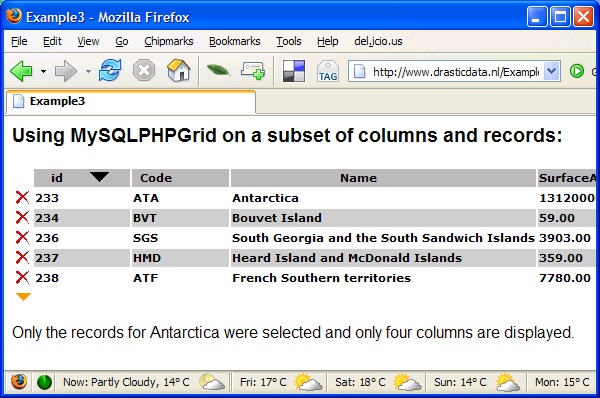 Example3 - Mozilla Firefox
File Edit View Go Chipmarks Bookmarks Tools Help del.icio.us
TAG http://www.drasticdata.nl/Exampl G
Example3
Using MySQLPHPGrid on a subset of columns and records:
id Code Name SurfaceA
233 ATA Antarctica 13120000
234 BVT Bouvet Island 59.00
236 SGS South Georgia and the South Sandwich Islands 3903.00
237 HMD Heard Island and McDonald Islands 359.00
238 ATF French Southern territories 7780.00
Only the records for Antarctica were selected and only four columns are displayed.
Now: Partly Cloudy, 14° C Fri: 17° C Sat: 18° C Sun: 14° C Mon: 15° C